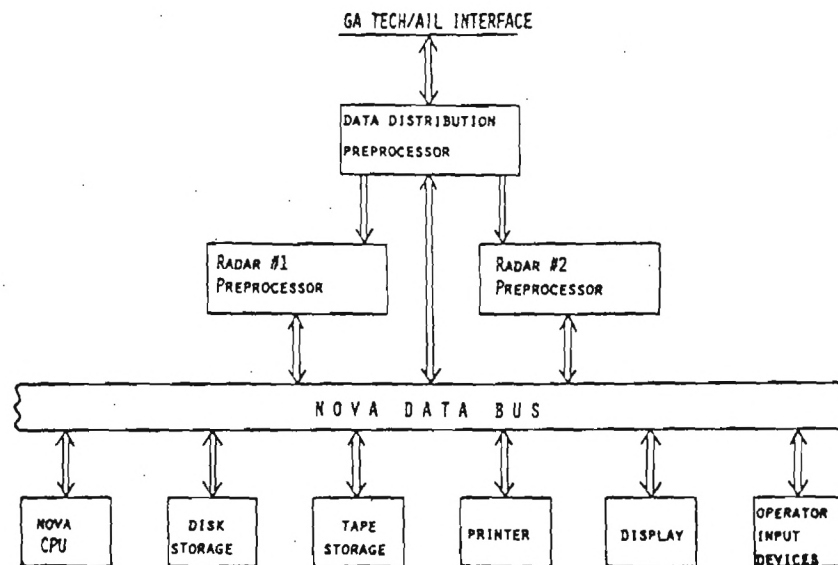 GA TECH/AIL INTERFACE
DATA DISTRIBUTION
PREPROCESSOR
RADAR #1
PREPROCESSOR
RADAR #2
PREPROCESSOR
NOVA DATA BUS
NOVA
CPU
DISK
STORAGE
TAPE
STORAGE
PRINTER
DISPLAY
OPERATOR
INPUT
DEVICES